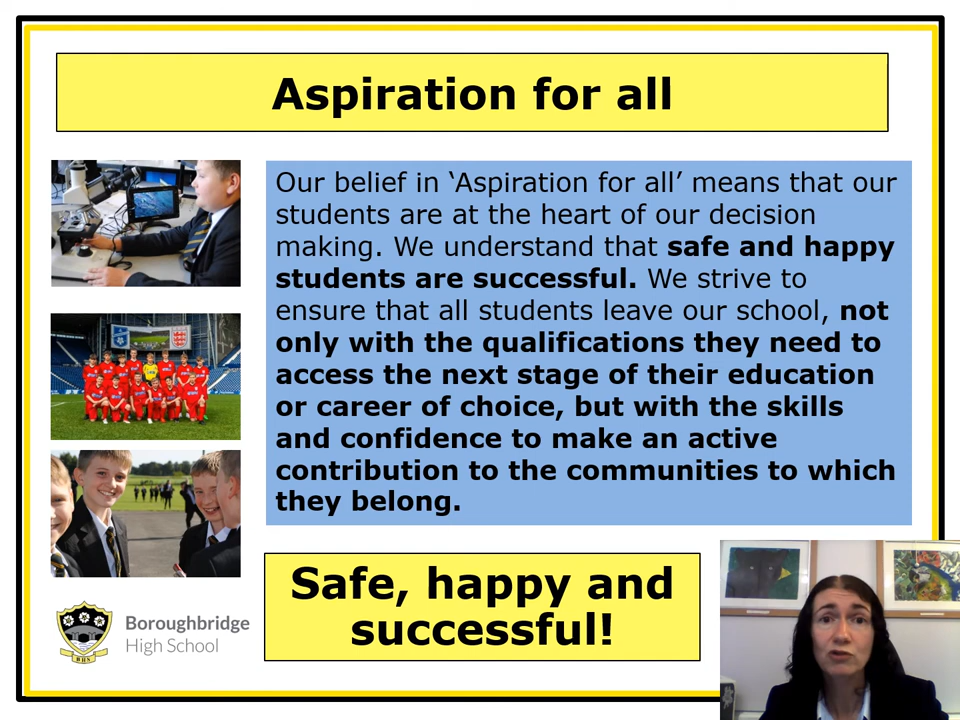 Aspiration for all
Our belief in ‘Aspiration for all’ means that our
students are at the heart of our decision
making. We understand that safe and happy
students are successful. We strive to
ensure that all students leave our school, not
only with the qualifications they need to
access the next stage of their education
or career of choice, but with the skills
and confidence to make an active
contribution to the communities to which
they belong.
Safe, happy and
successful!
Boroughbridge
High School
BHS